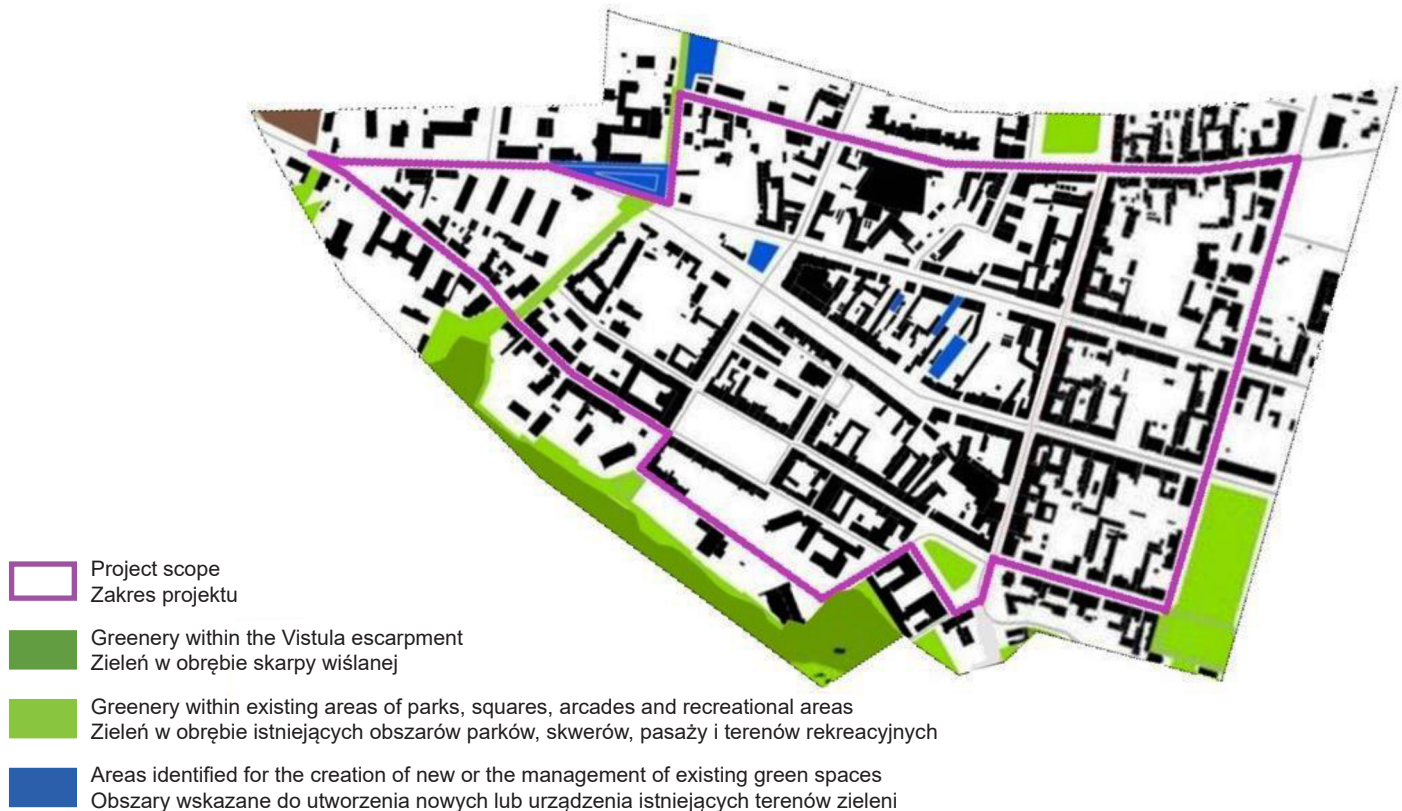 Project scope
Zakres projektu
Greenery within the Vistula escarpment
Zieleń w obrębie skarpy wiślanej
Greenery within existing areas of parks, squares, arcades and recreational areas
Zieleń w obrębie istniejących obszarów parków, skwerów, pasaży i terenów rekreacyjnych
Areas identified for the creation of new or the management of existing green spaces
Obszary wskazane do utworzenia nowych lub urządzenia istniejących terenów zieleni